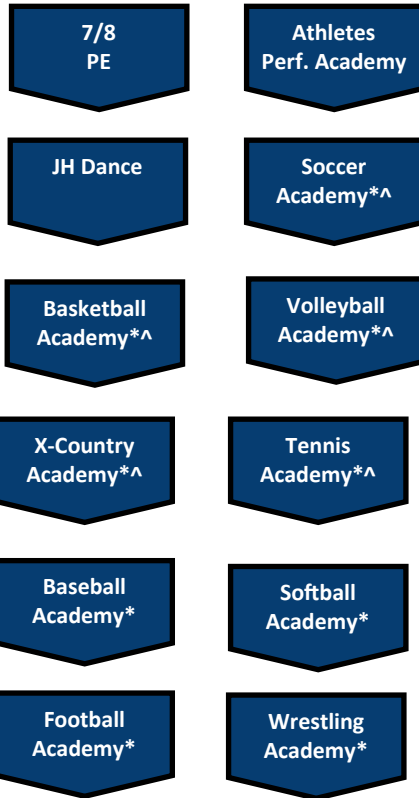 7/8
PE
Athletes
Perf. Academy
JH Dance
Soccer
Academy*^
Basketball
Academy*^
Volleyball
Academy*^
X-Country
Academy*^
Tennis
Academy*^
Baseball
Academy*
Softball
Academy*
Football
Academy*
Wrestling
Academy*